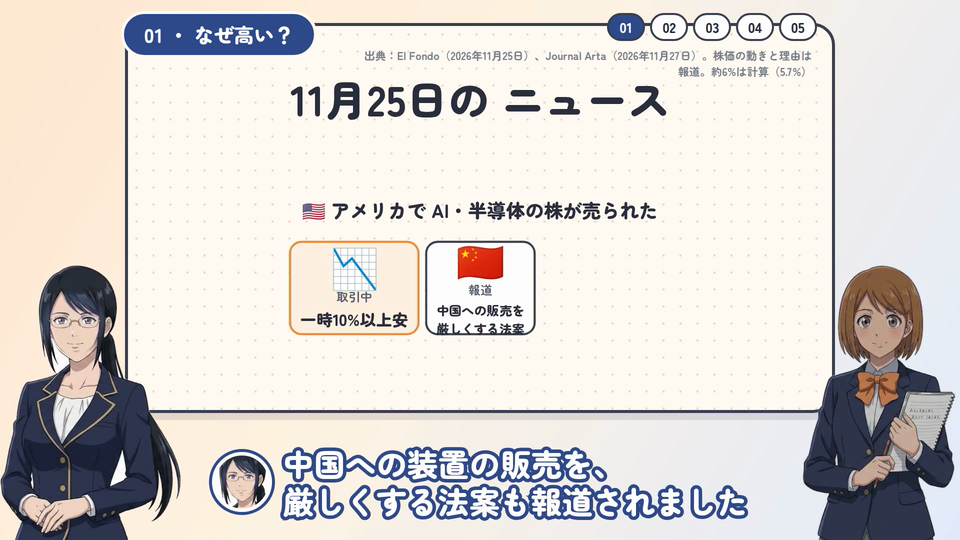 01・なぜ高い？
01 02 03 04 05
出典：El Fondo（2026年11月25日）、Journal Arta（2026年11月27日）。株価の動きと理由は
報道。約6%は計算（5.7%）
11月25日の ニュース
アメリカで AI・半導体の株が売られた
取引中
一時10%以上安
報道
中国への販売を
厳しくする法案
中国への装置の販売を、
厳しくする法案も報道されました